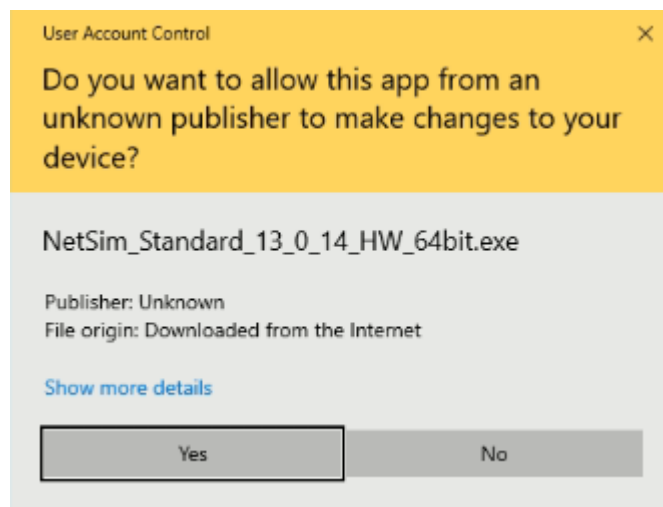 User Account Control
Do you want to allow this app from an
unknown publisher to make changes to your
device?
NetSim_Standard_13_0_14_HW_64bit.exe
Publisher: Unknown
File origin: Downloaded from the Internet
Show more details
Yes
No